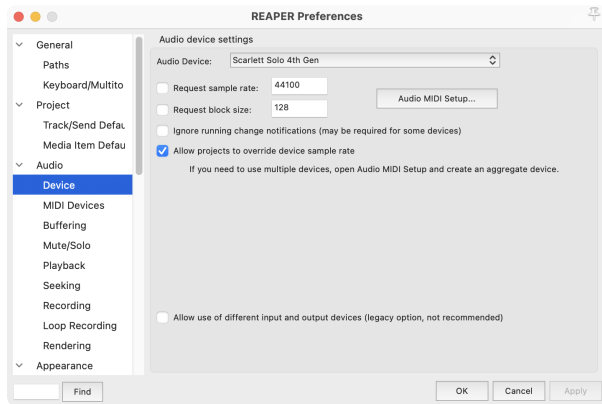 REAPER Preferences
General
Paths
Keyboard/Multito
Project
Track/Send Defau
Media Item Defau
Audio
Device
MIDI Devices
Buffering
Mute/Solo
Playback
Seeking
Recording
Loop Recording
Rendering
Appearance
Find
Audio device settings
Audio Device: Scarlett Solo 4th Gen
Request sample rate: 44100
Request block size: 128
Audio MIDI Setup...
Ignore running change notifications (may be required for some devices)
Allow projects to override device sample rate
If you need to use multiple devices, open Audio MIDI Setup and create an aggregate device.
Allow use of different input and output devices (legacy option, not recommended)
OK Cancel Apply